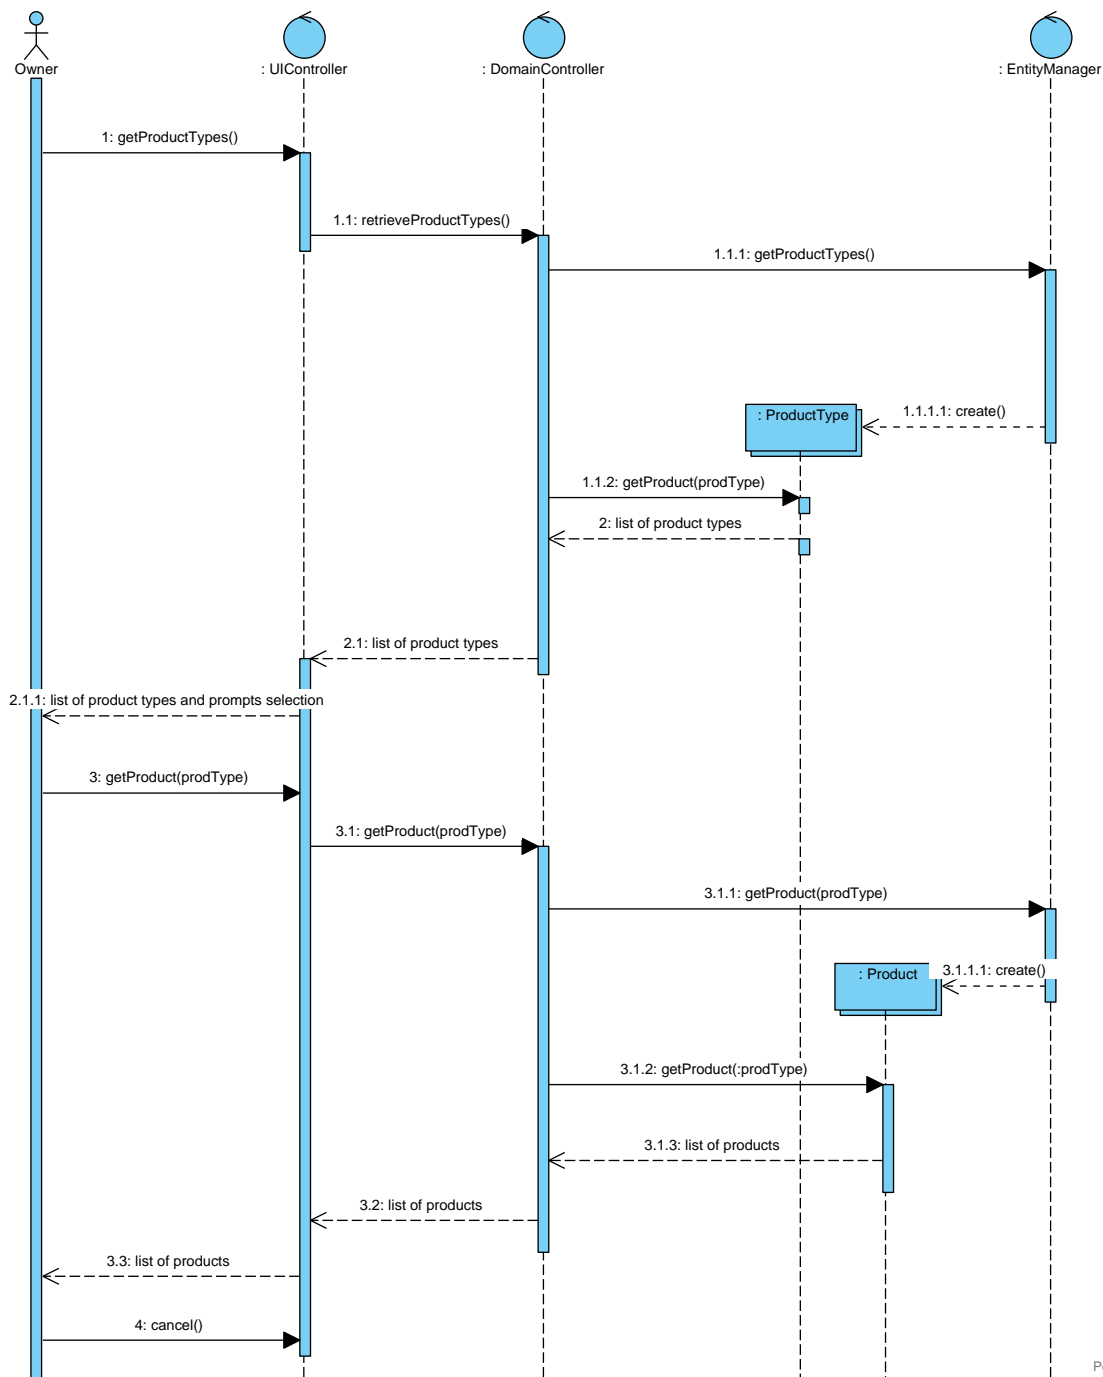 Owner
: UIController
: DomainController
: EntityManager
1: getProductTypes()
1.1: retrieveProductTypes()
1.1.1: getProductTypes()
: ProductType
1.1.1.1: create()
1.1.2: getProduct(prodType)
2: list of product types
2.1: list of product types
2.1.1: list of product types and prompts selection
3: getProduct(prodType)
3.1: getProduct(prodType)
3.1.1: getProduct(prodType)
: Product
3.1.1.1: create()
3.1.2: getProduct(:prodType)
3.1.3: list of products
3.2: list of products
3.3: list of products
4: cancel()